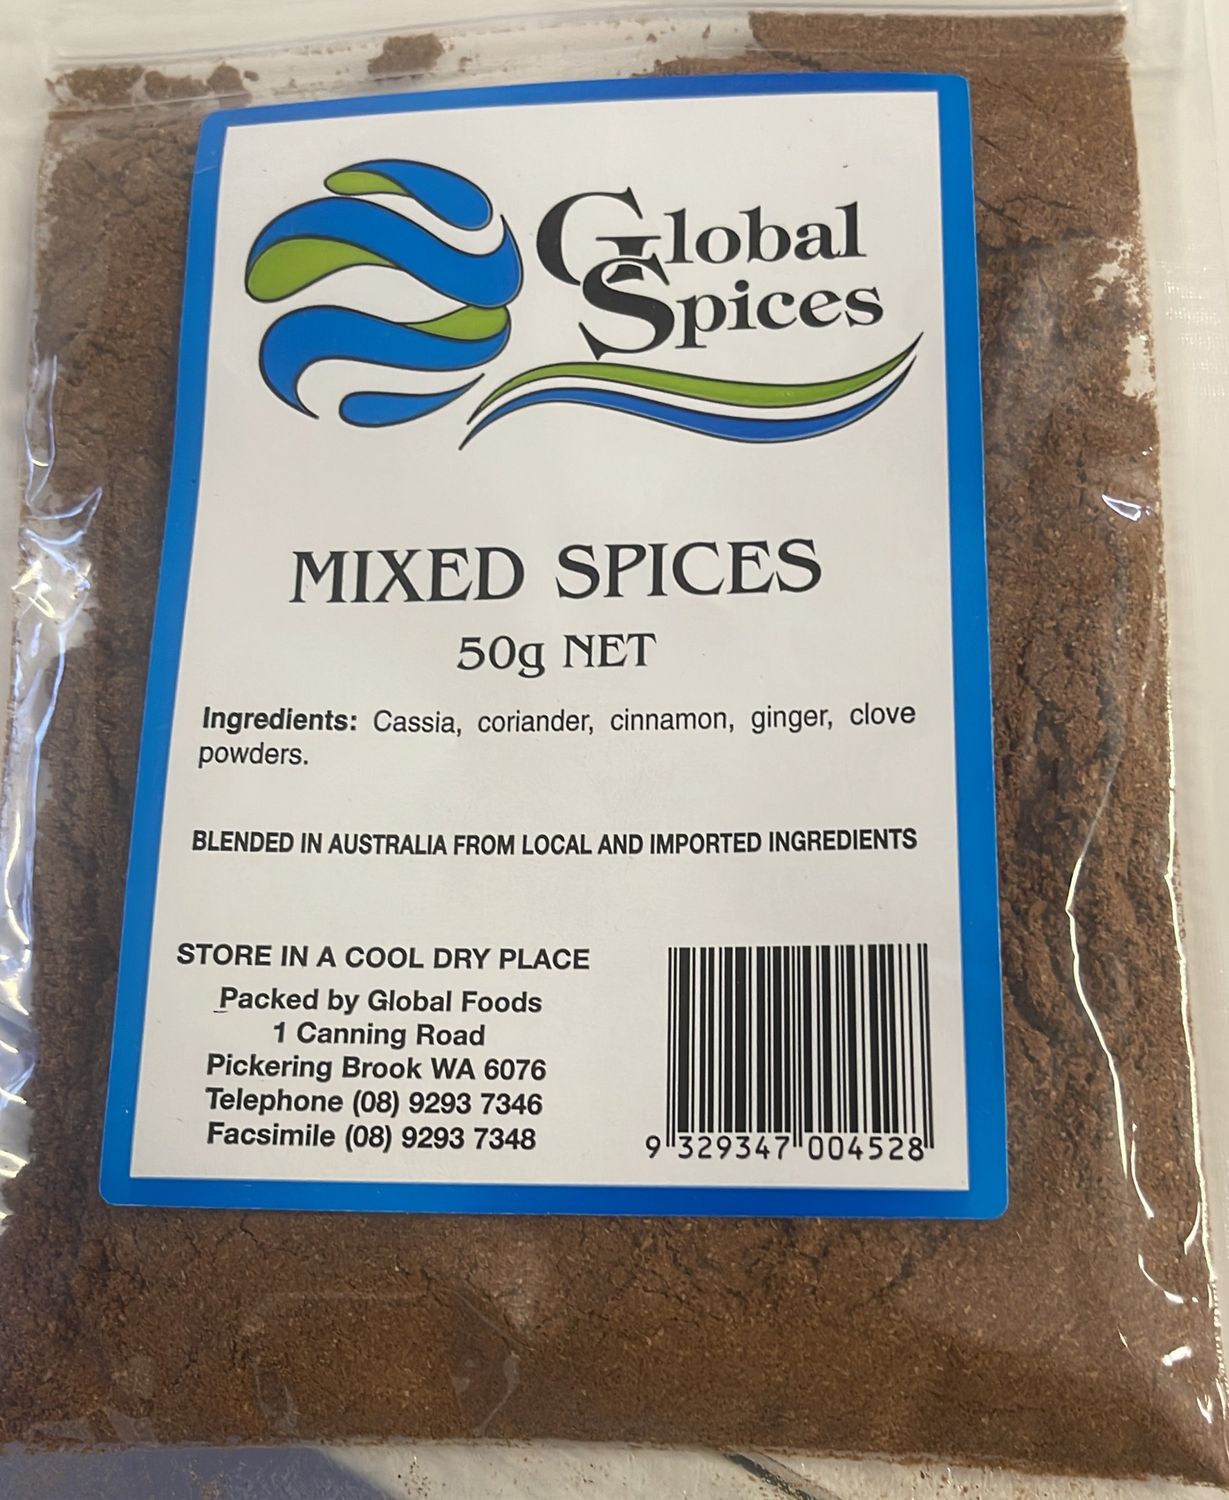 Global
Spices
MIXED SPICES
50g NET
Ingredients: Cassia, coriander, cinnamon, ginger, clove
powders.
BLENDED IN AUSTRALIA FROM LOCAL AND IMPORTED INGREDIENTS
STORE IN A COOL DRY PLACE
Packed by Global Foods
1 Canning Road
Pickering Brook WA 6076
Telephone (08) 9293 7346
Facsimile (08) 9293 7348
9 329347 004528